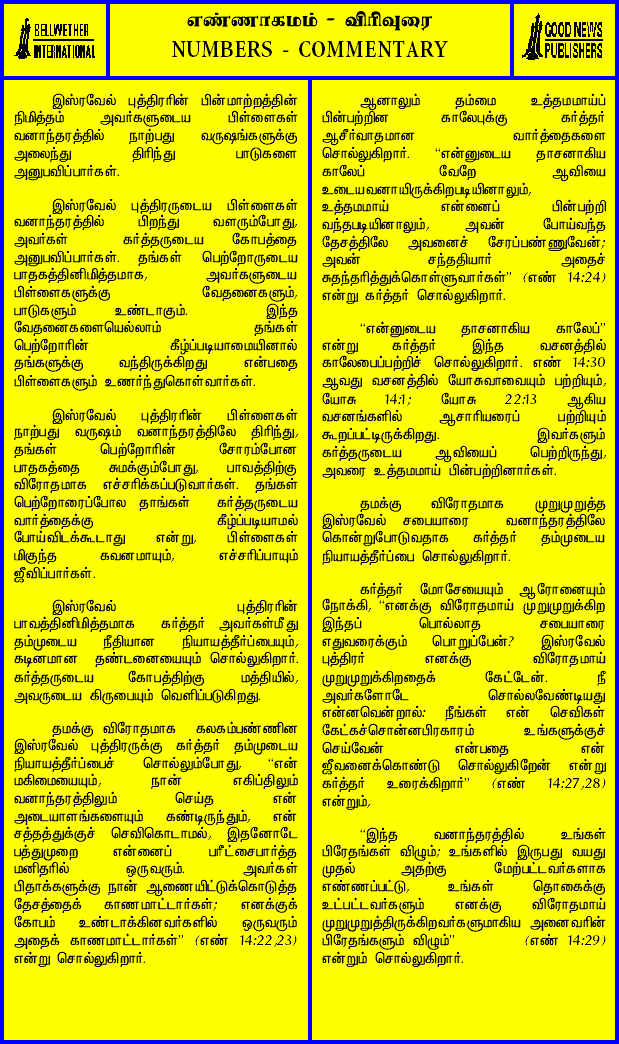 BELLWETHER
INTERNATIONAL
எண்ணாகமம் - விரிவுரை
NUMBERS - COMMENTARY
GOOD NEWS
PUBLISHERS
இஸ்ரவேல் புத்திரரின் பின்மாற்றத்தின்
நிமித்தம் அவர்களுடைய பிள்ளைகள்
வனாந்தரத்தில் நாற்பது வருஷங்களுக்கு
அலைந்து திரிந்து பாடுகளை
அனுபவிப்பார்கள்.
இஸ்ரவேல் புத்திரருடைய பிள்ளைகள்
வனாந்தரத்தில் பிறந்து வளரும்போது,
அவர்கள் கர்த்தருடைய கோபத்தை
அனுபவிப்பார்கள். தங்கள் பெற்றோருடைய
பாதகத்தினிமித்தமாக, அவர்களுடைய
பிள்ளைகளுக்கு வேதனைகளும்,
பாடுகளும் உண்டாகும். இந்த
வேதனைகளையெல்லாம் தங்கள்
பெற்றோரின் கீழ்ப்படியாமையினால்
தங்களுக்கு வந்திருக்கிறது என்பதை
பிள்ளைகளும் உணர்ந்துகொள்வார்கள்.
இஸ்ரவேல் புத்திரரின் பிள்ளைகள்
நாற்பது வருஷம் வனாந்தரத்திலே திரிந்து,
தங்கள் பெற்றோரின் சோரம்போன
பாதகத்தை சுமக்கும்போது, பாவத்திற்கு
விரோதமாக எச்சரிக்கப்படுவார்கள். தங்கள்
பெற்றோரைப்போல தாங்கள் கர்த்தருடைய
வார்த்தைக்கு கீழ்ப்படியாமல்
போய்விடக்கூடாது என்று, பிள்ளைகள்
மிகுந்த கவனமாயும், எச்சரிப்பாயும்
ஜீவிப்பார்கள்.
இஸ்ரவேல் புத்திரரின்
பாவத்தினிமித்தமாக கர்த்தர் அவர்கள்மீது
தம்முடைய நீதியான நியாயத்தீர்ப்பையும்,
கடினமான தண்டனையையும் சொல்லுகிறார்.
கர்த்தருடைய கோபத்திற்கு மத்தியில்,
அவருடைய கிருபையும் வெளிப்படுகிறது.
தமக்கு விரோதமாக கலகம்பண்ணின
இஸ்ரவேல் புத்திரருக்கு கர்த்தர் தம்முடைய
நியாயத்தீர்ப்பைச் சொல்லும்போது, “என்
மகிமையையும், நான் எகிப்திலும்
வனாந்தரத்திலும் செய்த என்
அடையாளங்களையும் கண்டிருந்தும், என்
சத்தத்துக்குச் செவிகொடாமல், இதனோடே
பத்துமுறை என்னைப் பரீட்சைபார்த்த
மனிதரில் ஒருவரும். அவர்கள்
பிதாக்களுக்கு நான் ஆணையிட்டுக்கொடுத்த
தேசத்தைக் காணமாட்டார்கள்; எனக்குக்
கோபம் உண்டாக்கினவர்களில் ஒருவரும்
அதைக் காணமாட்டார்கள்” (எண் 14:22,23)
என்று சொல்லுகிறார்.
ஆனாலும் தம்மை உத்தமமாய்ப்
பின்பற்றின காலேபுக்கு கர்த்தர்
ஆசீர்வாதமான வார்த்தைகளை
சொல்லுகிறார். “என்னுடைய தாசனாகிய
காலேப் வேறே ஆவியை
உடையவனாயிருக்கிறபடியினாலும்,
உத்தமமாய் என்னைப் பின்பற்றி
வந்தபடியினாலும், அவன் போய்வந்த
தேசத்திலே அவனைச் சேரப்பண்ணுவேன்;
அவன் சந்ததியார் அதைச்
சுதந்தரித்துக்கொள்ளுவார்கள்” (எண் 14:24)
என்று கர்த்தர் சொல்லுகிறார்.
“என்னுடைய தாசனாகிய காலேப்”
என்று கர்த்தர் இந்த வசனத்தில்
காலேபைப்பற்றிச் சொல்லுகிறார். எண் 14:30
ஆவது வசனத்தில் யோசுவாவையும் பற்றியும்,
யோசு 14:1; யோசு 22:13 ஆகிய
வசனங்களில் ஆசாரியரைப் பற்றியும்
கூறப்பட்டிருக்கிறது. இவர்களும்
கர்த்தருடைய ஆவியைப் பெற்றிருந்து,
அவரை உத்தமமாய் பின்பற்றினார்கள்.
தமக்கு விரோதமாக முறுமுறுத்த
இஸ்ரவேல் சபையாரை வனாந்தரத்திலே
கொன்றுபோடுவதாக கர்த்தர் தம்முடைய
நியாயத்தீர்ப்பை சொல்லுகிறார்.
கர்த்தர் மோசேயையும் ஆரோனையும்
நோக்கி, “எனக்கு விரோதமாய் முறுமுறுக்கிற
இந்தப் பொல்லாத சபையாரை
எதுவரைக்கும் பொறுப்பேன்? இஸ்ரவேல்
புத்திரர் எனக்கு விரோதமாய்
முறுமுறுக்கிறதைக் கேட்டேன். நீ
அவர்களோடே சொல்லவேண்டியது
என்னவென்றால்: நீங்கள் என் செவிகள்
கேட்கச்சொன்னபிரகாரம் உங்களுக்குச்
செய்வேன் என்பதை என்
ஜீவனைக்கொண்டு சொல்லுகிறேன் என்று
கர்த்தர் உரைக்கிறார்” (எண் 14:27,28)
என்றும்,
“இந்த வனாந்தரத்தில் உங்கள்
பிரேதங்கள் விழும்; உங்களில் இருபது வயது
முதல் அதற்கு மேற்பட்டவர்களாக
எண்ணப்பட்டு, உங்கள் தொகைக்கு
உட்பட்டவர்களும் எனக்கு விரோதமாய்
முறுமுறுத்திருக்கிறவர்களுமாகிய அனைவரின்
பிரேதங்களும் விழும்” (எண் 14:29)
என்றும் சொல்லுகிறார்.